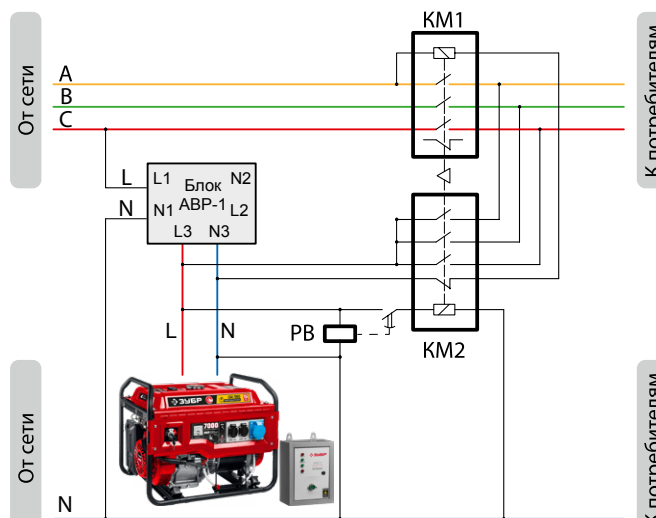 КМ1
От сети
A
B
C
К потребителям
L
N
L1
N2
Блок
АВР-1
N1
L2
L3
N3
L
N
РВ
КМ2
От сети
ЗУБР
7000
ЗУБР
N
К потребителям